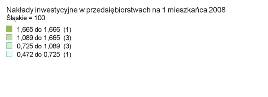 Nakłady inwestycyjne w przedsiębiorstwach na 1 mieszkańca 2008
Śląskie = 100
1,665 do 1,666 (1)
1,089 do 1,665 (3)
0,725 do 1,089 (3)
0,472 do 0,725 (1)